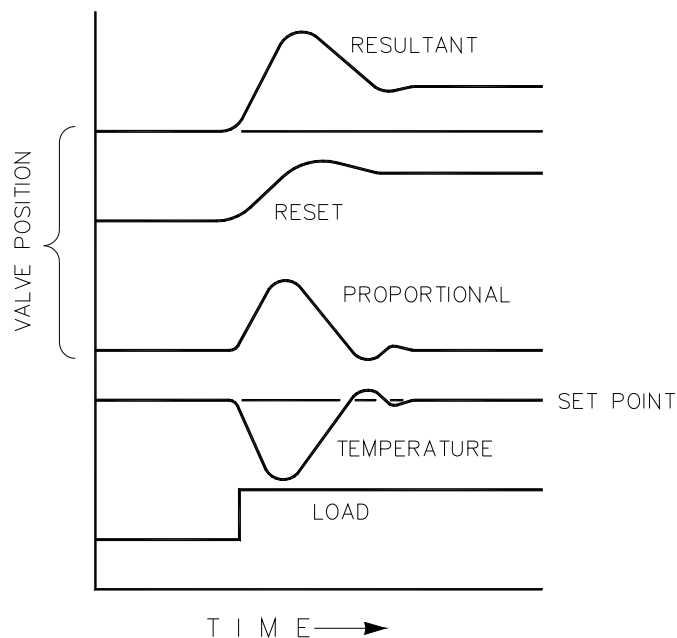 RESULTANT
VALVE POSITION
RESET
PROPORTIONAL
SET POINT
TEMPERATURE
LOAD
TIME